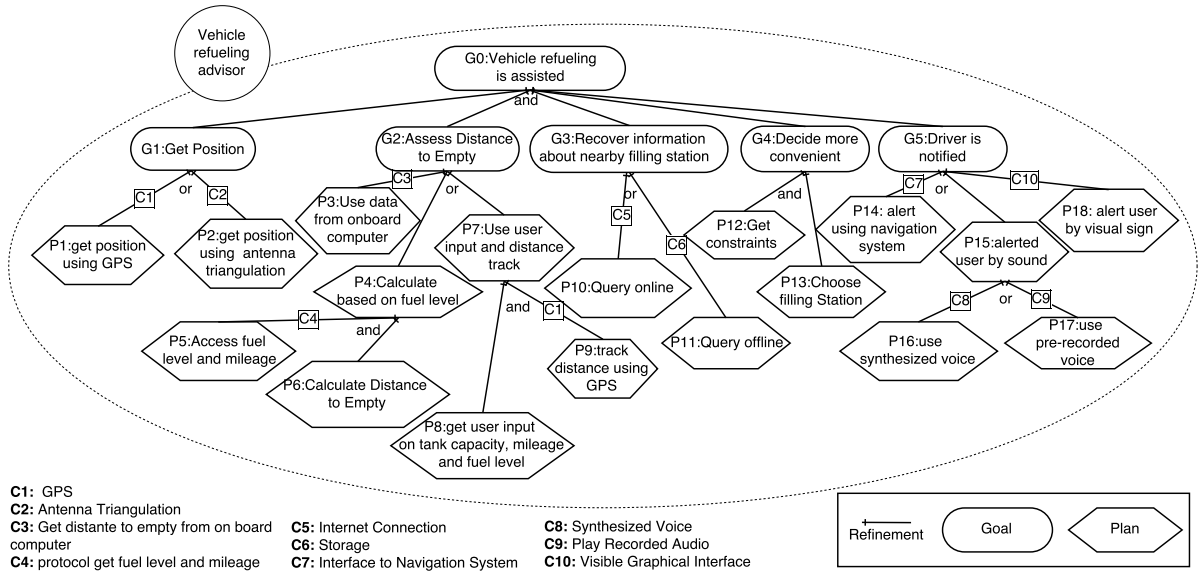 Vehicle
refueling
advisor
G0:Vehicle refueling
is assisted
and
G1:Get Position
G2:Assess Distance
to Empty
G3:Recover information
about nearby filling station
G4:Decide more
convenient
G5:Driver is
notified
C1
or
C2
C3
or
or
C5
C6
and
C7
or
C10
P1:get position
using GPS
P2:get position
using antenna
triangulation
P3:Use data
from onboard
computer
P7:Use user
input and distance
track
P4:Calculate
based on fuel level
P10:Query online
P11:Query offline
P12:Get
constraints
P13:Choose
filling Station
P14: alert
using navigation
system
P15:alerted
user by sound
P18: alert user
by visual sign
C4
and
and
C1
C8
or
C9
P5:Access fuel
level and mileage
P6:Calculate Distance
to Empty
P8:get user input
on tank capacity, mileage
and fuel level
P9:track
distance using
GPS
P16:use
synthesized voice
P17:use
pre-recorded
voice
C1: GPS
C2: Antenna Triangulation
C3: Get distante to empty from on board
computer
C4: protocol get fuel level and mileage
C5: Internet Connection
C6: Storage
C7: Interface to Navigation System
C8: Synthesized Voice
C9: Play Recorded Audio
C10: Visible Graphical Interface
Refinement
Goal
Plan